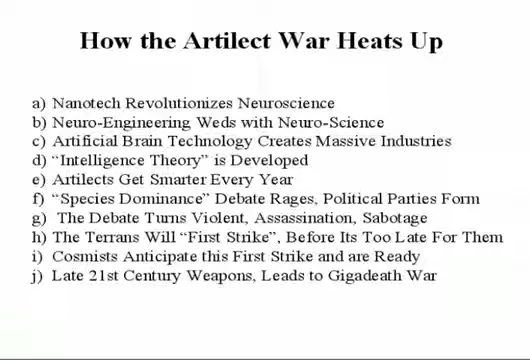 How the Artilect War Heats Up
a) Nanotech Revolutionizes Neuroscience
b) Neuro-Engineering Weds with Neuro-Science
c) Artificial Brain Technology Creates Massive Industries
d) “Intelligence Theory” is Developed
e) Artilects Get Smarter Every Year
f) “Species Dominance” Debate Rages, Political Parties Form
g) The Debate Turns Violent, Assassination, Sabotage
h) The Terrans Will “First Strike”, Before Its Too Late For Them
i) Cosmists Anticipate this First Strike and are Ready
j) Late 21st Century Weapons, Leads to Gigadeath War